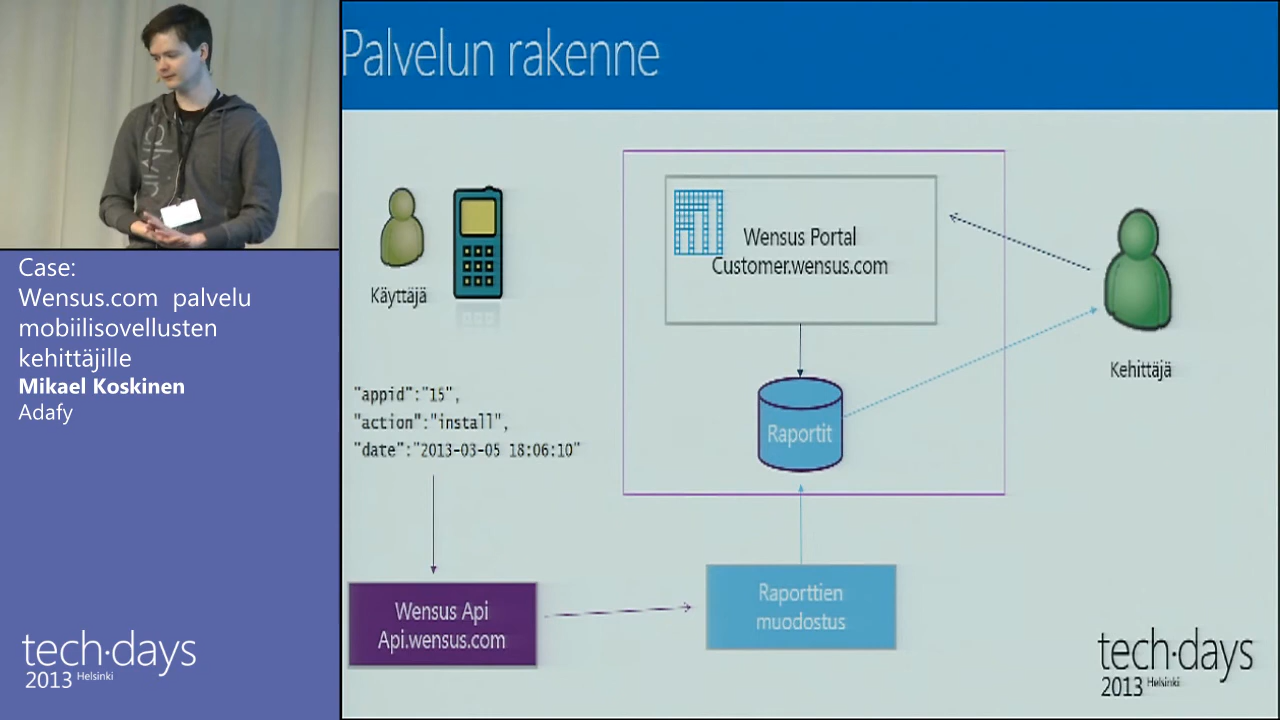 Palvelun rakenne
Case:
Wensus.com palvelu
mobiilisovellusten
kehittäjille
Mikael Koskinen
Adafy
tech·days
2013 Helsinki
Käyttäjä
"appid":"15",
"action":"install",
"date":"2013-03-05 18:06:10"
Wensus Api
Api.wensus.com
Wensus Portal
Customer.wensus.com
Raportit
Raporttien
muodostus
Kehittäjä
tech·days
2013 Helsinki